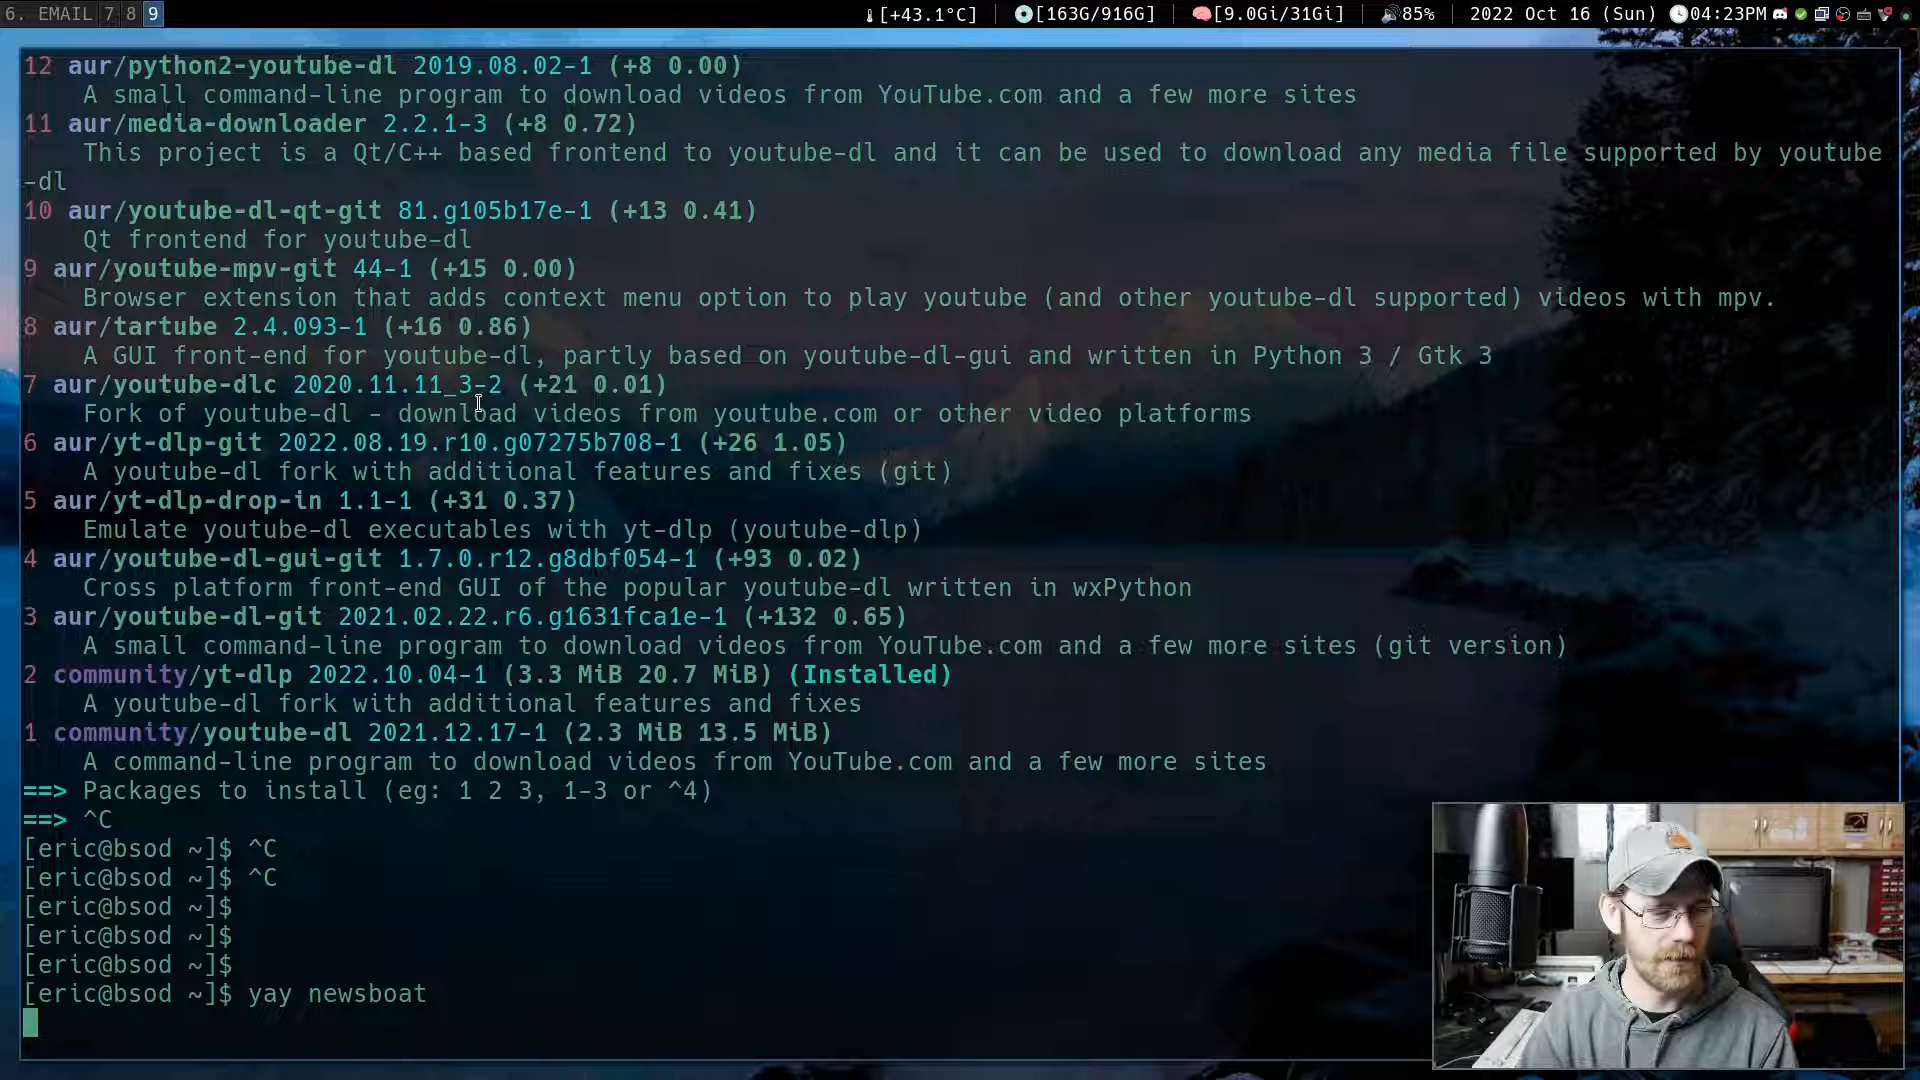 6. EMAIL 7 8 9 [+43.1°C] [163G/916G] [9.0Gi/31Gi] 85% 2022 Oct 16 (Sun) 04:23PM
12 aur/python2-youtube-dl 2019.08.02-1 (+8 0.00)
A small command-line program to download videos from YouTube.com and a few more sites
11 aur/media-downloader 2.2.1-3 (+8 0.72)
This project is a Qt/C++ based frontend to youtube-dl and it can be used to download any media file supported by youtube
-dl
10 aur/youtube-dl-qt-git 81.g105b17e-1 (+13 0.41)
Qt frontend for youtube-dl
9 aur/youtube-mpv-git 44-1 (+15 0.00)
Browser extension that adds context menu option to play youtube (and other youtube-dl supported) videos with mpv.
8 aur/tartube 2.4.093-1 (+16 0.86)
A GUI front-end for youtube-dl, partly based on youtube-dl-gui and written in Python 3 / Gtk 3
7 aur/youtube-dlc 2020.11.11_3-2 (+21 0.01)
Fork of youtube-dl - download videos from youtube.com or other video platforms
6 aur/yt-dlp-git 2022.08.19.r10.g07275b708-1 (+26 1.05)
A youtube-dl fork with additional features and fixes (git)
5 aur/yt-dlp-drop-in 1.1-1 (+31 0.37)
Emulate youtube-dl executables with yt-dlp (youtube-dlp)
4 aur/youtube-dl-gui-git 1.7.0.r12.g8dbf054-1 (+93 0.02)
Cross platform front-end GUI of the popular youtube-dl written in wxPython
3 aur/youtube-dl-git 2021.02.22.r6.g1631fca1e-1 (+132 0.65)
A small command-line program to download videos from YouTube.com and a few more sites (git version)
2 community/yt-dlp 2022.10.04-1 (3.3 MiB 20.7 MiB) (Installed)
A youtube-dl fork with additional features and fixes
1 community/youtube-dl 2021.12.17-1 (2.3 MiB 13.5 MiB)
A command-line program to download videos from YouTube.com and a few more sites
==> Packages to install (eg: 1 2 3, 1-3 or ^4)
==> ^C
[eric@bsod ~]$ ^C
[eric@bsod ~]$ ^C
[eric@bsod ~]$
[eric@bsod ~]$
[eric@bsod ~]$
[eric@bsod ~]$ yay newsboat